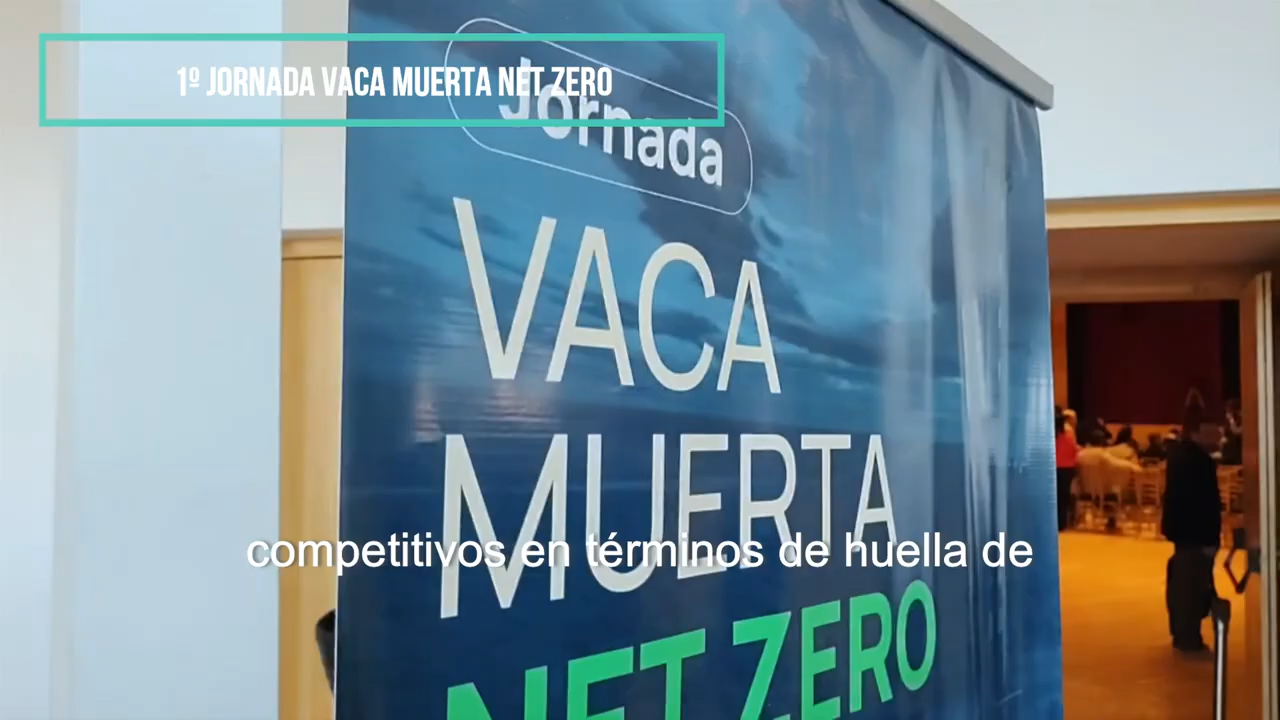 1º JORNADA VACA MUERTA NET ZERO
Jornada
VACA
MUERTA
competitivos en términos de huella de
NET ZERO